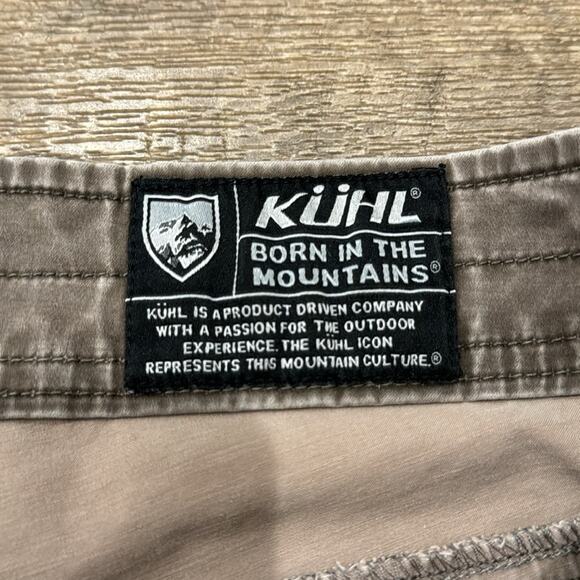 KÜHL®
BORN IN THE
MOUNTAINS®
KÜHL IS A PRODUCT DRIVEN COMPANY
WITH A PASSION FOR THE OUTDOOR
EXPERIENCE. THE KÜHL ICON
REPRESENTS THIS MOUNTAIN CULTURE.®